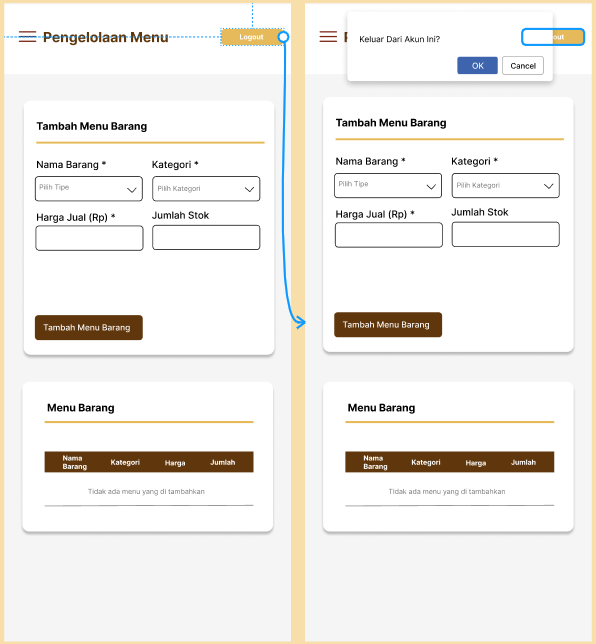 Pengelolaan Menu
Logout
Tambah Menu Barang
Nama Barang *
Kategori *
Pilih Tipe
Pilih Kategori
Harga Jual (Rp) *
Jumlah Stok
Tambah Menu Barang
Menu Barang
Nama Barang
Kategori
Harga
Jumlah
Tidak ada menu yang di tambahkan
Keluar Dari Akun Ini?
OK
Cancel
out
Tambah Menu Barang
Nama Barang *
Kategori *
Pilih Tipe
Pilih Kategori
Harga Jual (Rp) *
Jumlah Stok
Tambah Menu Barang
Menu Barang
Nama Barang
Kategori
Harga
Jumlah
Tidak ada menu yang di tambahkan